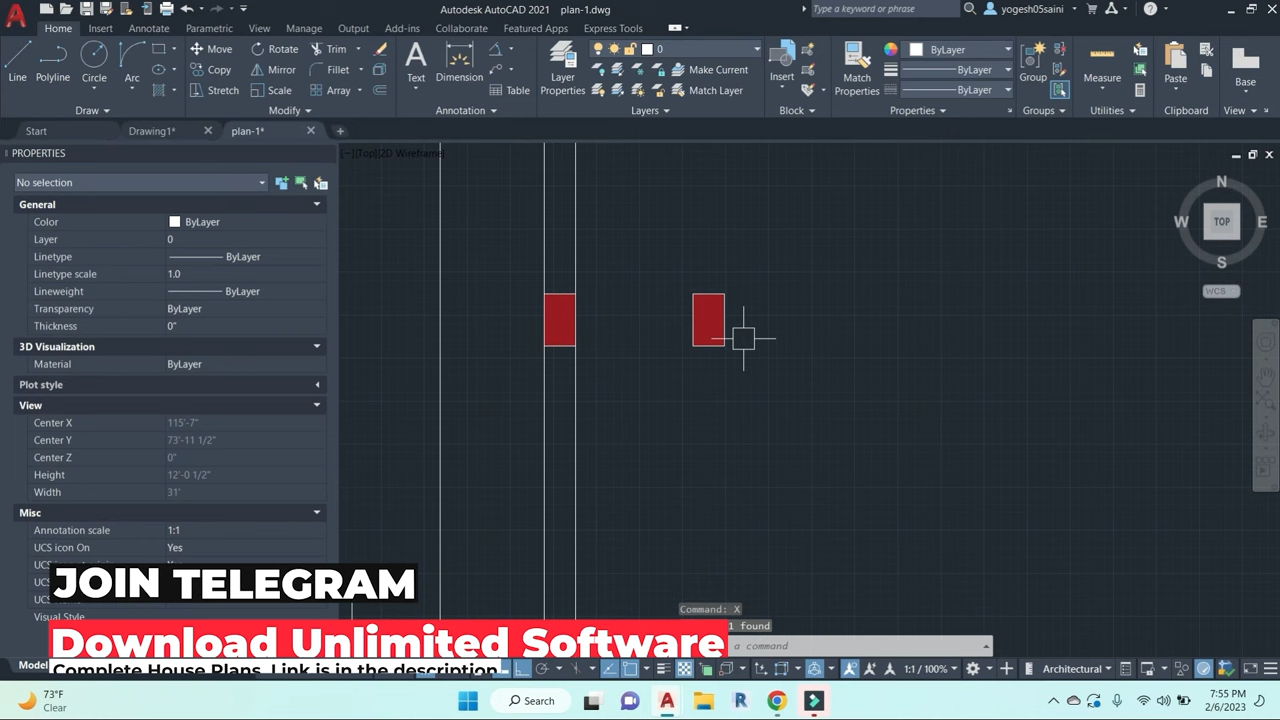 Autodesk AutoCAD 2021 plan-1.dwg
Type a keyword or phrase
yogesh05saini
Home Insert Annotate Parametric View Manage Output Add-ins Collaborate Featured Apps Express Tools
Line Polyline Circle Arc
Move Rotate Trim
Copy Mirror Fillet
Stretch Scale Array
Text Dimension Table
Layer Properties
0
Make Current
Match Layer
Insert
Match Properties
ByLayer
ByLayer
ByLayer
Group Measure Paste Base
Draw Modify Annotation Layers Block Properties Groups Utilities Clipboard View
Start Drawing1* plan-1*
PROPERTIES
No selection
General
Color ByLayer
Layer 0
Linetype ByLayer
Linetype scale 1.0
Lineweight ByLayer
Transparency ByLayer
Thickness 0"
3D Visualization
Material ByLayer
Plot style
View
Center X 115'-7"
Center Y 73'-11 1/2"
Center Z 0"
Height 12'-0 1/2"
Width 31'
Misc
Annotation scale 1:1
UCS icon On Yes
Visual Style
[−][Top][2D Wireframe]
N
W TOP E
S
WCS
Command: X
1 found
a command
JOIN TELEGRAM
Download Unlimited Software
Complete House Plans, Link is in the description
Model
1:1 / 100%
Architectural
73°F
Clear
Search
7:55 PM
2/6/2023